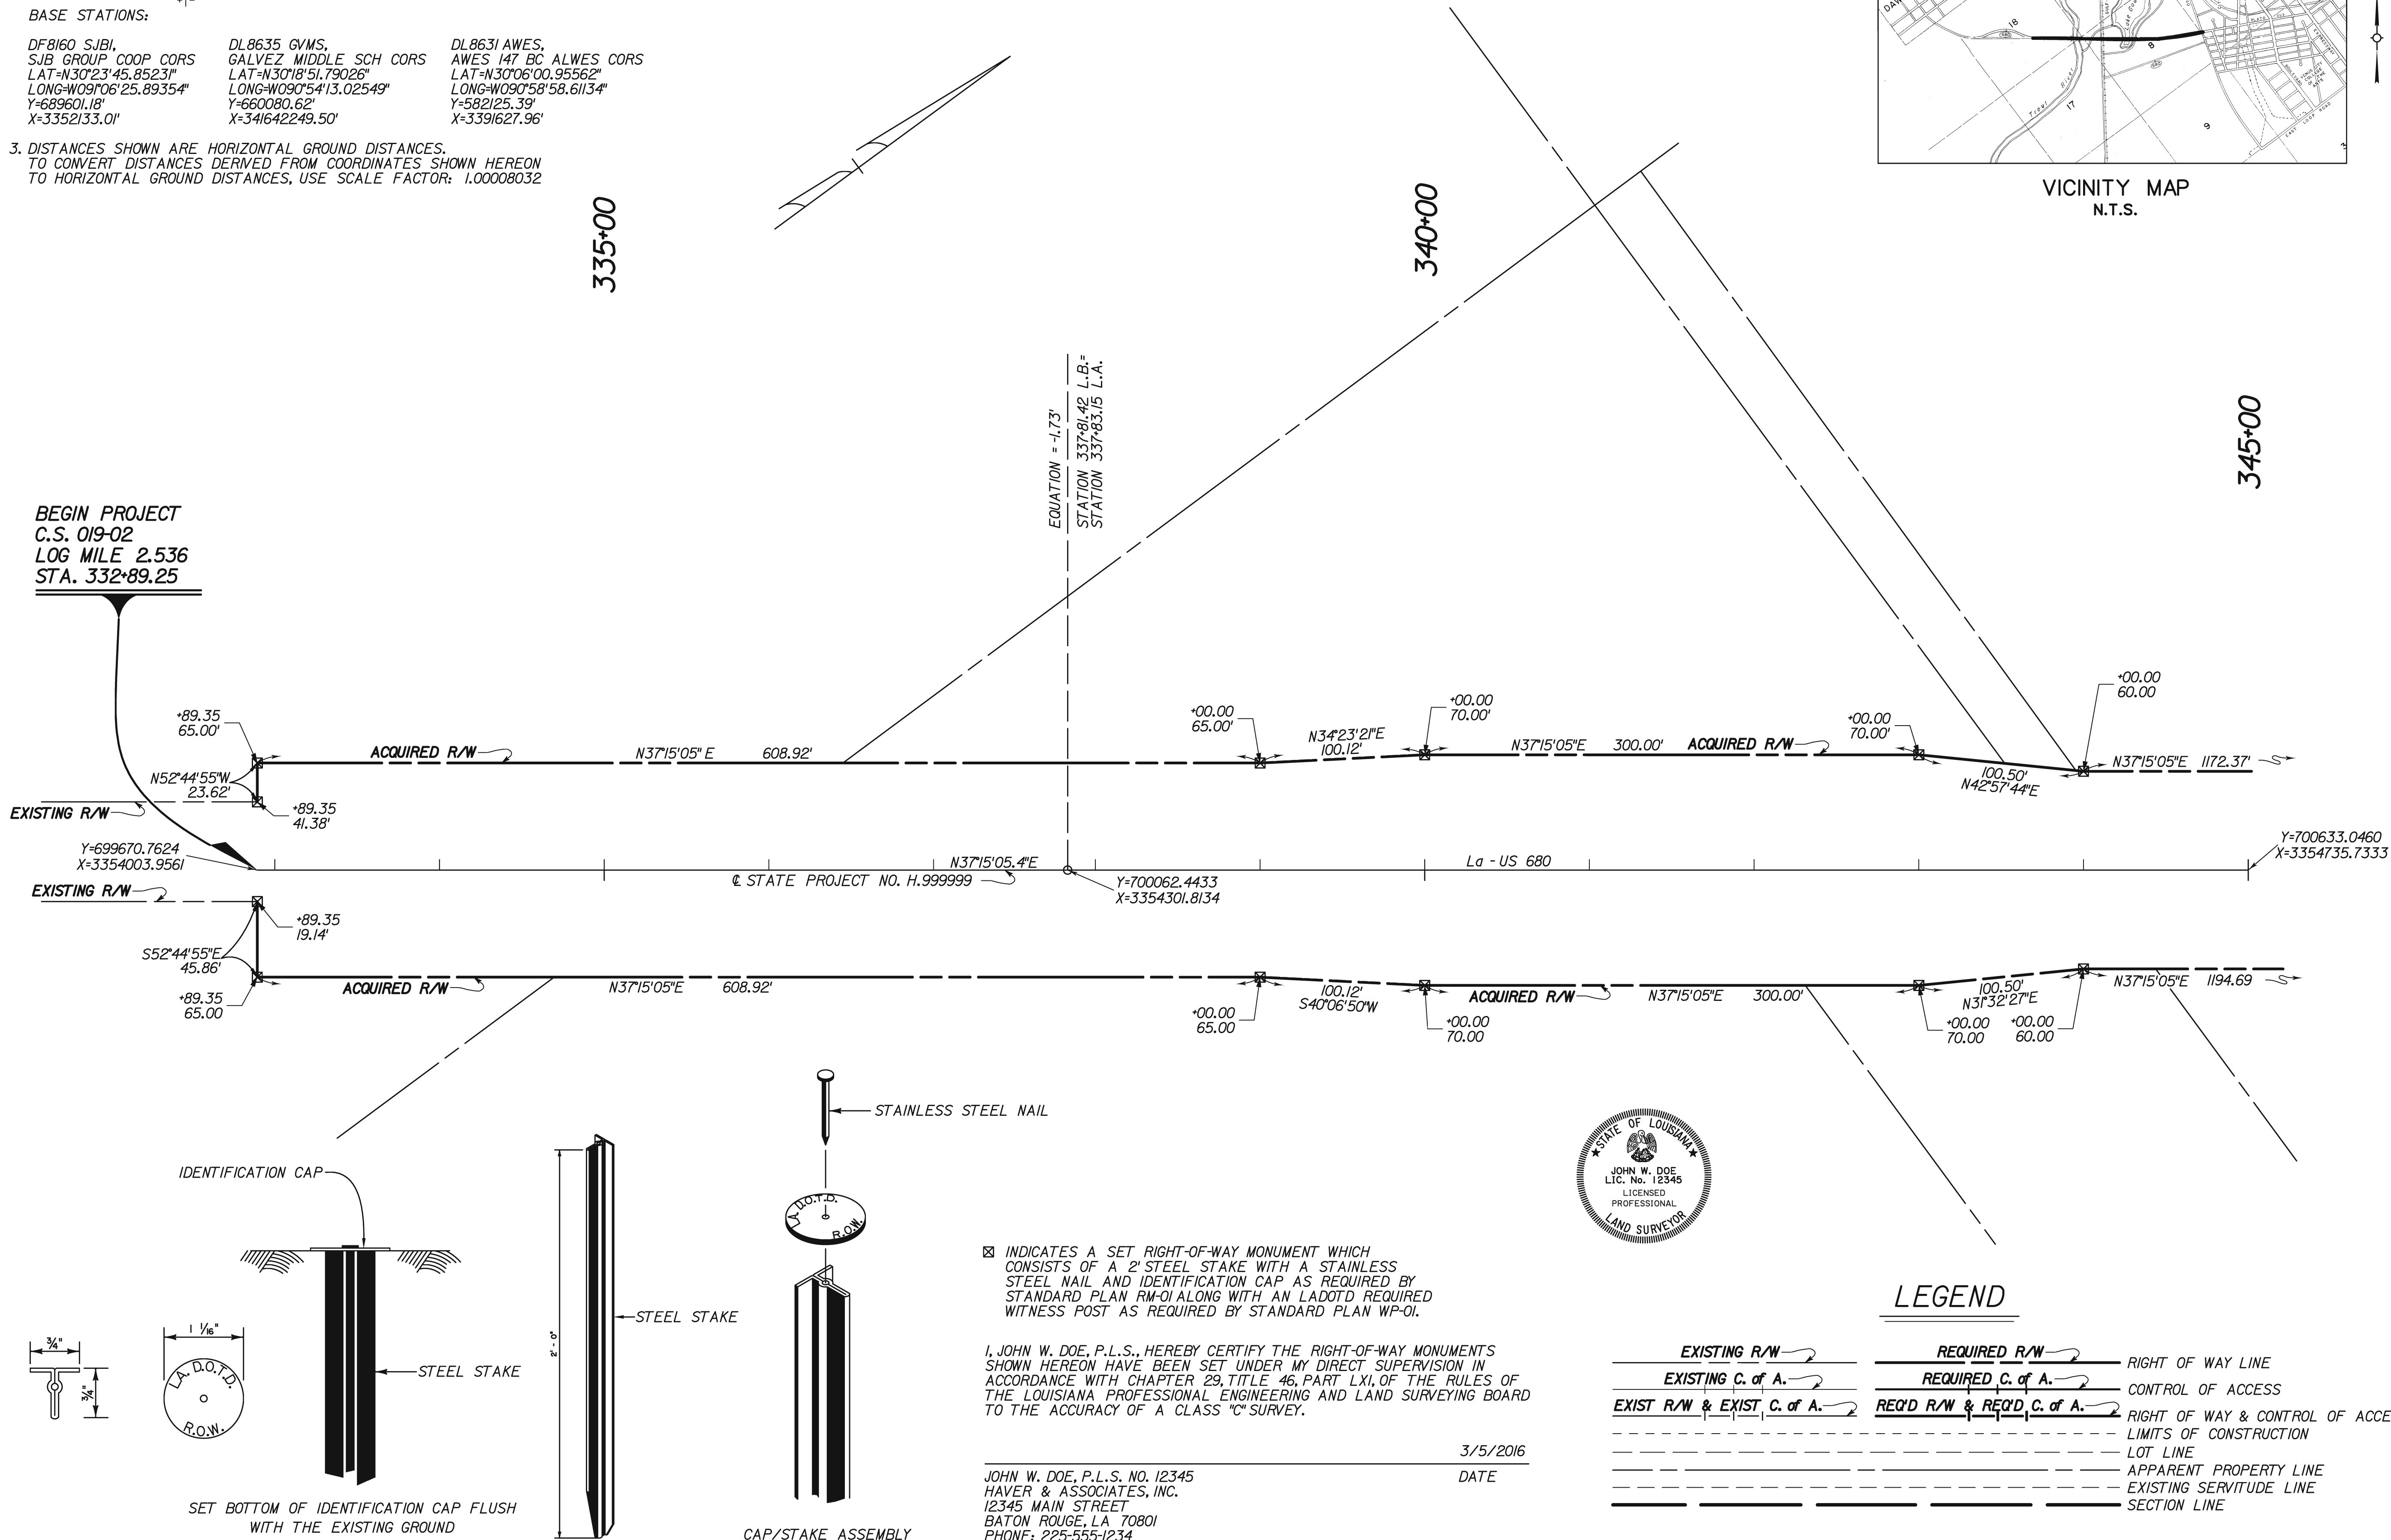 BASE STATIONS:
DF8160 SJB1,
SJB GROUP COOP CORS
LAT=N30°23'45.85231"
LONG=W091°06'25.89354"
Y=689601.18'
X=3352133.01'
DL8635 GVMS,
GALVEZ MIDDLE SCH CORS
LAT=N30°18'51.79026"
LONG=W090°54'13.02549"
Y=660080.62'
X=341642249.50'
DL8631 AWES,
AWES 147 BC ALWES CORS
LAT=N30°06'00.95562"
LONG=W090°58'58.61134"
Y=582125.39'
X=3391627.96'
3. DISTANCES SHOWN ARE HORIZONTAL GROUND DISTANCES.
TO CONVERT DISTANCES DERIVED FROM COORDINATES SHOWN HEREON
TO HORIZONTAL GROUND DISTANCES, USE SCALE FACTOR: 1.00008032
18
8
17
9
Trout River
EAST LOOP ROAD
VICINITY MAP
N.T.S.
335+00
340+00
345+00
EQUATION = -1.73'
STATION 337+81.42 L.B.=
STATION 337+83.15 L.A.
BEGIN PROJECT
C.S. 019-02
LOG MILE 2.536
STA. 332+89.25
+89.35
65.00'
ACQUIRED R/W
N37°15'05" E 608.92'
+00.00
65.00'
N34°23'21"E
100.12'
+00.00
70.00'
N37°15'05"E 300.00'
ACQUIRED R/W
+00.00
70.00'
100.50'
N42°57'44"E
+00.00
60.00
N37°15'05"E 1172.37'
N52°44'55"W
23.62'
+89.35
41.38'
EXISTING R/W
Y=699670.7624
X=3354003.9561
N37°15'05.4"E
℄ STATE PROJECT NO. H.999999
Y=700062.4433
X=3354301.8134
La - US 680
Y=700633.0460
X=3354735.7333
EXISTING R/W
+89.35
19.14'
S52°44'55"E
45.86'
+89.35
65.00
ACQUIRED R/W
N37°15'05"E 608.92'
+00.00
65.00
100.12'
S40°06'50"W
+00.00
70.00
ACQUIRED R/W
N37°15'05"E 300.00'
+00.00
70.00
100.50'
N31°32'27"E
+00.00
60.00
N37°15'05"E 1194.69
STAINLESS STEEL NAIL
IDENTIFICATION CAP
LA. D.O.T.D.
R.O.W.
STEEL STAKE
2' - 0"
3/4"
3/4"
1 1/16"
LA. D.O.T.D.
R.O.W.
STEEL STAKE
SET BOTTOM OF IDENTIFICATION CAP FLUSH
WITH THE EXISTING GROUND
CAP/STAKE ASSEMBLY
INDICATES A SET RIGHT-OF-WAY MONUMENT WHICH
CONSISTS OF A 2' STEEL STAKE WITH A STAINLESS
STEEL NAIL AND IDENTIFICATION CAP AS REQUIRED BY
STANDARD PLAN RM-01 ALONG WITH AN LADOTD REQUIRED
WITNESS POST AS REQUIRED BY STANDARD PLAN WP-01.
I, JOHN W. DOE, P.L.S., HEREBY CERTIFY THE RIGHT-OF-WAY MONUMENTS
SHOWN HEREON HAVE BEEN SET UNDER MY DIRECT SUPERVISION IN
ACCORDANCE WITH CHAPTER 29, TITLE 46, PART LXI, OF THE RULES OF
THE LOUISIANA PROFESSIONAL ENGINEERING AND LAND SURVEYING BOARD
TO THE ACCURACY OF A CLASS "C" SURVEY.
3/5/2016
JOHN W. DOE, P.L.S. NO. 12345
DATE
HAVER & ASSOCIATES, INC.
12345 MAIN STREET
BATON ROUGE, LA 70801
PHONE: 225-555-1234
STATE OF LOUISIANA
JOHN W. DOE
LIC. No. 12345
LICENSED
PROFESSIONAL
LAND SURVEYOR
LEGEND
EXISTING R/W
REQUIRED R/W
RIGHT OF WAY LINE
EXISTING C. of A.
REQUIRED C. of A.
CONTROL OF ACCESS
EXIST R/W & EXIST C. of A.
REQ'D R/W & REQ'D C. of A.
RIGHT OF WAY & CONTROL OF ACCE
LIMITS OF CONSTRUCTION
LOT LINE
APPARENT PROPERTY LINE
EXISTING SERVITUDE LINE
SECTION LINE